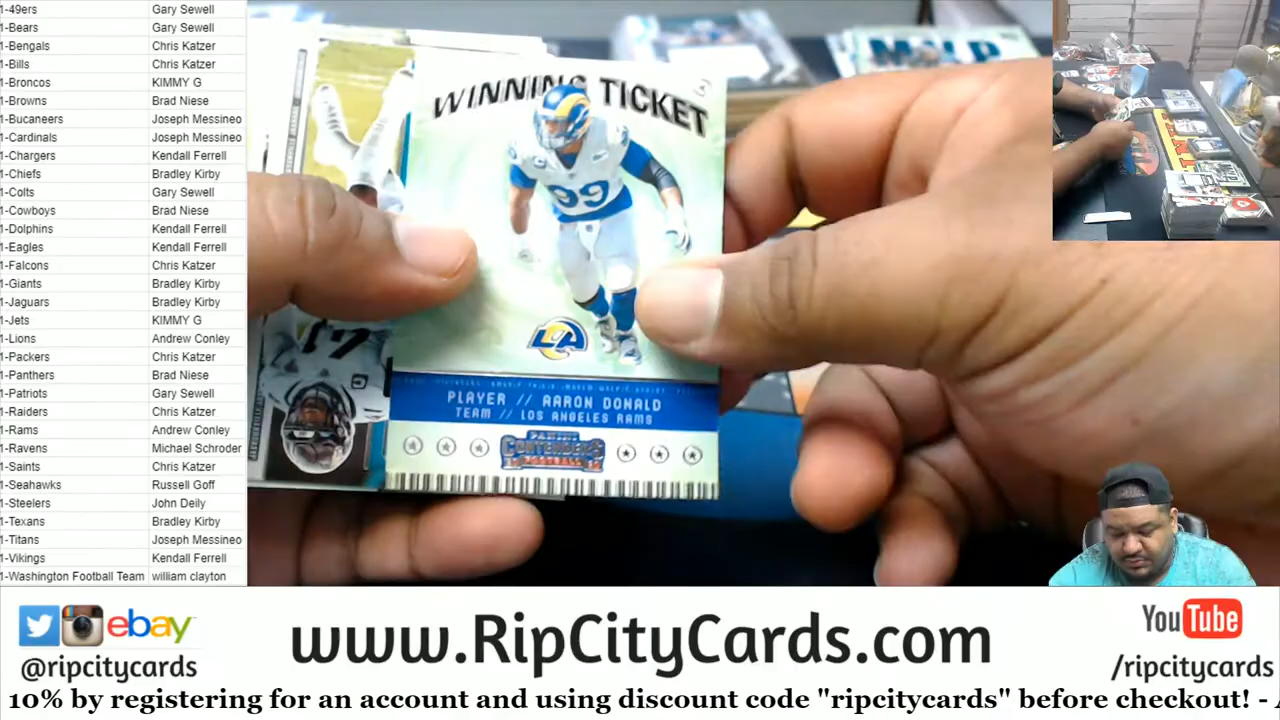 1-49ers Gary Sewell
1-Bears Gary Sewell
1-Bengals Chris Katzer
1-Bills Chris Katzer
1-Broncos KIMMY G
1-Browns Brad Niese
1-Bucaneers Joseph Messineo
1-Cardinals Joseph Messineo
1-Chargers Kendall Ferrell
1-Chiefs Bradley Kirby
1-Colts Gary Sewell
1-Cowboys Brad Niese
1-Dolphins Kendall Ferrell
1-Eagles Kendall Ferrell
1-Falcons Chris Katzer
1-Giants Bradley Kirby
1-Jaguars Bradley Kirby
1-Jets KIMMY G
1-Lions Andrew Conley
1-Packers Chris Katzer
1-Panthers Brad Niese
1-Patriots Gary Sewell
1-Raiders Chris Katzer
1-Rams Andrew Conley
1-Ravens Michael Schroder
1-Saints Chris Katzer
1-Seahawks Russell Goff
1-Steelers John Deily
1-Texans Bradley Kirby
1-Titans Joseph Messineo
1-Vikings Kendall Ferrell
1-Washington Football Team william clayton
MVP
WINNING TICKET
99
LA
PLAYER // AARON DONALD
TEAM // LOS ANGELES RAMS
PANINI
CONTENDERS
FOOTBALL
17
ebay
@ripcitycards
www.RipCityCards.com
YouTube
/ripcitycards
10% by registering for an account and using discount code "ripcitycards" before checkout! -